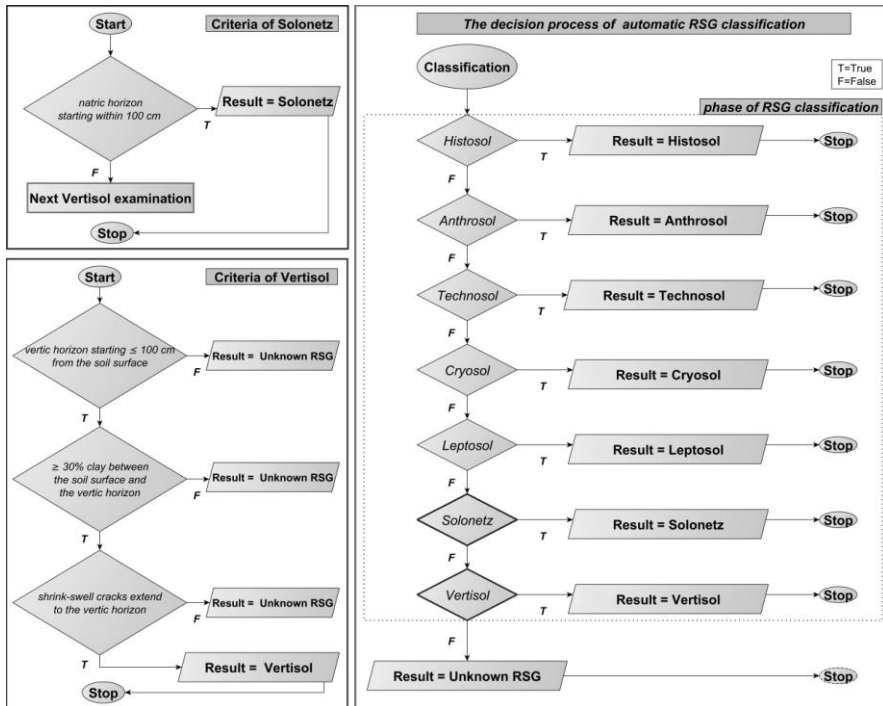 Start
Criteria of Solonetz
natric horizon
starting within 100 cm
T
Result = Solonetz
F
Next Vertisol examination
Stop
Start
Criteria of Vertisol
vertic horizon starting ≤ 100 cm
from the soil surface
F
Result = Unknown RSG
T
≥ 30% clay between
the soil surface and
the vertic horizon
F
Result = Unknown RSG
T
shrink-swell cracks extend
to the vertic horizon
F
Result = Unknown RSG
T
Result = Vertisol
Stop
The decision process of automatic RSG classification
Classification
T=True
F=False
phase of RSG classification
Histosol
T
Result = Histosol
Stop
F
Anthrosol
T
Result = Anthrosol
Stop
F
Technosol
T
Result = Technosol
Stop
F
Cryosol
T
Result = Cryosol
Stop
F
Leptosol
T
Result = Leptosol
Stop
F
Solonetz
T
Result = Solonetz
Stop
F
Vertisol
T
Result = Vertisol
Stop
F
Result = Unknown RSG
Stop